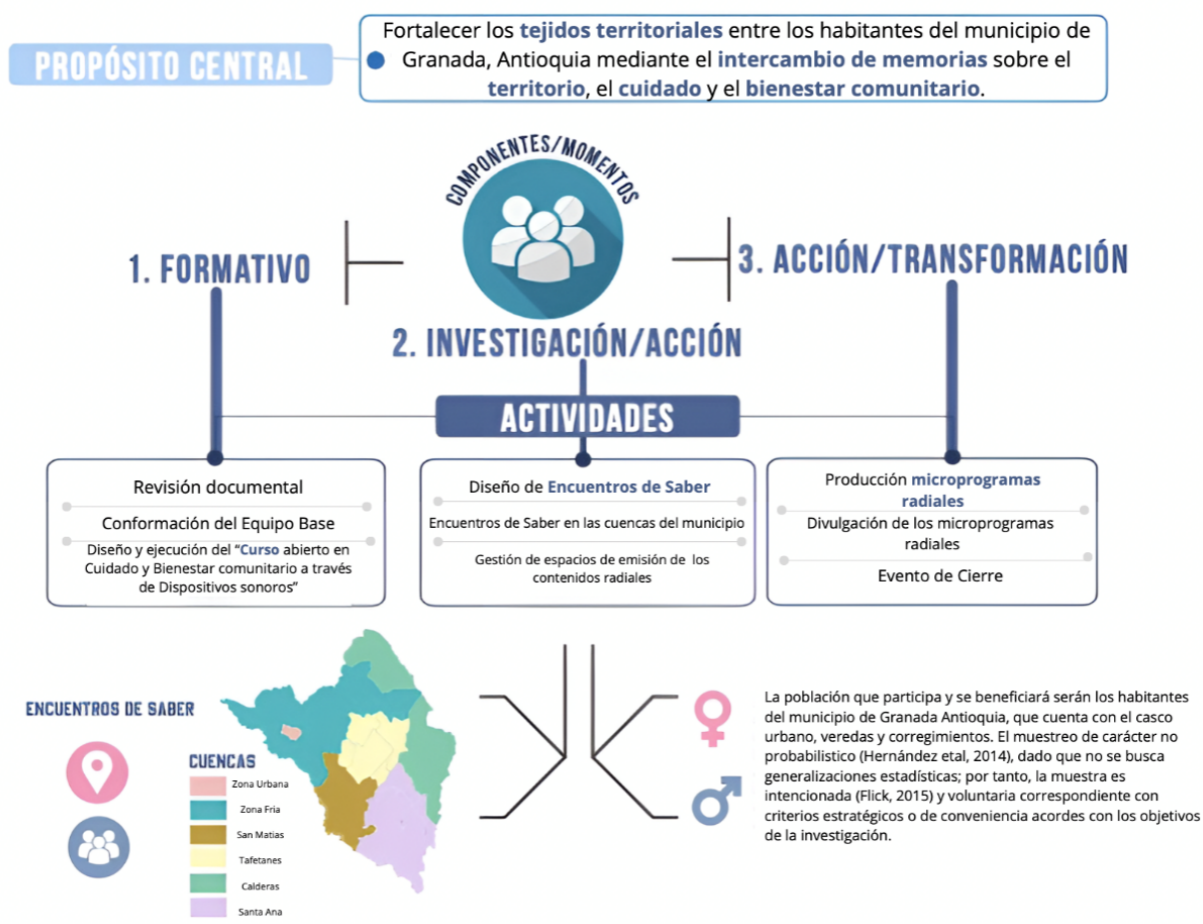 PROPÓSITO CENTRAL
Fortalecer los tejidos territoriales entre los habitantes del municipio de
Granada, Antioquia mediante el intercambio de memorias sobre el
territorio, el cuidado y el bienestar comunitario.
COMPONENTES/MOMENTOS
1. FORMATIVO
2. INVESTIGACIÓN/ACCIÓN
3. ACCIÓN/TRANSFORMACIÓN
ACTIVIDADES
Revisión documental
Conformación del Equipo Base
Diseño y ejecución del “Curso abierto en
Cuidado y Bienestar comunitario a través
de Dispositivos sonoros”
Diseño de Encuentros de Saber
Encuentros de Saber en las cuencas del municipio
Gestión de espacios de emisión de los
contenidos radiales
Producción microprogramas
radiales
Divulgación de los microprogramas
radiales
Evento de Cierre
ENCUENTROS DE SABER
CUENCAS
Zona Urbana
Zona Fria
San Matias
Tafetanes
Calderas
Santa Ana
La población que participa y se beneficiará serán los habitantes
del municipio de Granada Antioquia, que cuenta con el casco
urbano, veredas y corregimientos. El muestreo de carácter no
probabilistico (Hernández etal, 2014), dado que no se busca
generalizaciones estadísticas; por tanto, la muestra es
intencionada (Flick, 2015) y voluntaria correspondiente con
criterios estratégicos o de conveniencia acordes con los objetivos
de la investigación.